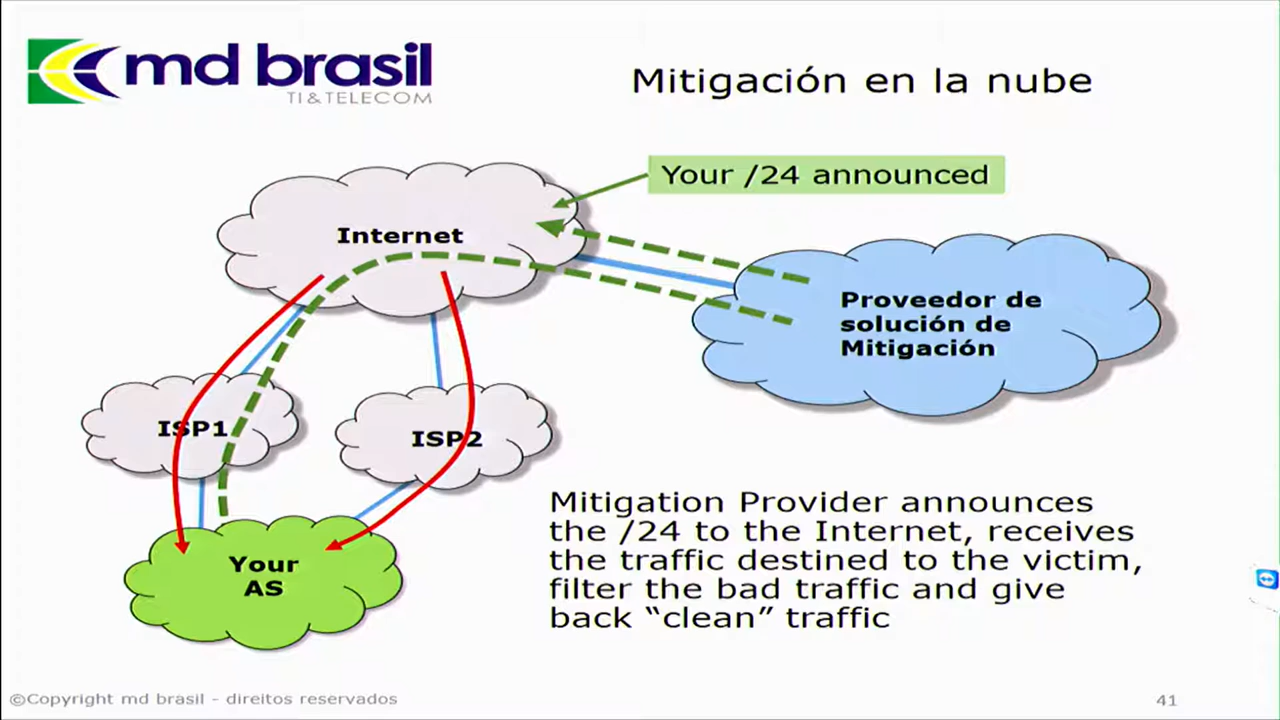 md brasil
TI & TELECOM
Mitigación en la nube
Your /24 announced
Internet
Proveedor de
solución de
Mitigación
ISP1
ISP2
Your
AS
Mitigation Provider announces
the /24 to the Internet, receives
the traffic destined to the victim,
filter the bad traffic and give
back “clean” traffic
©Copyright md brasil - direitos reservados
41